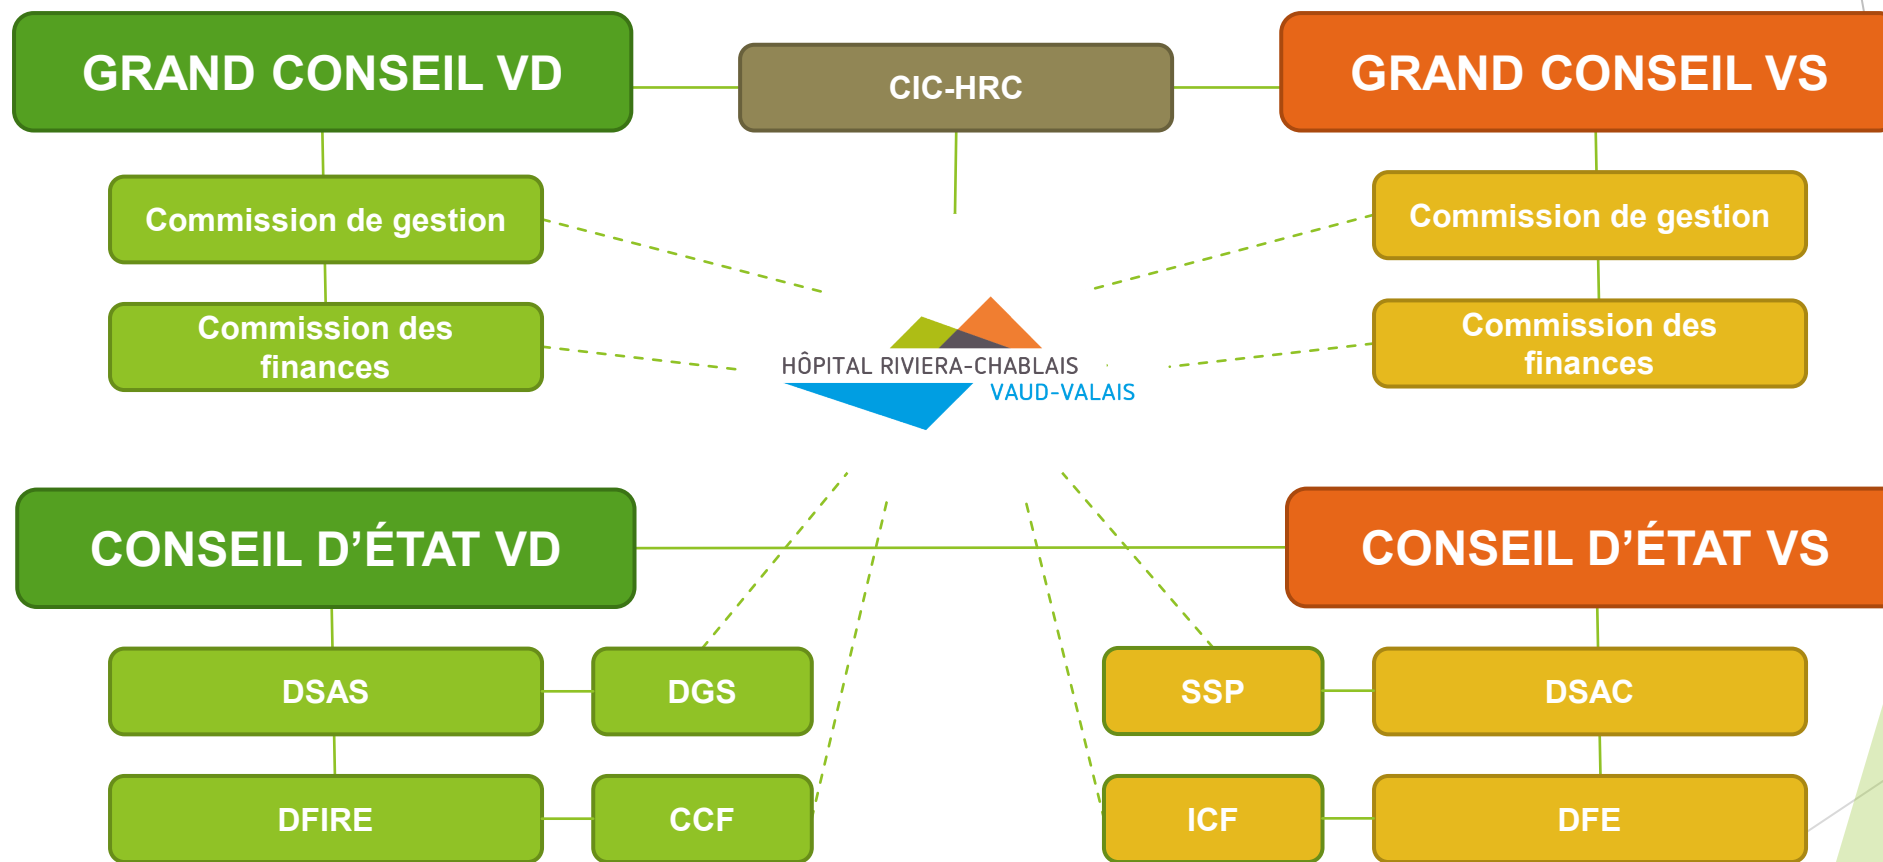 GRAND CONSEIL VD
CIC-HRC
GRAND CONSEIL VS
Commission de gestion
Commission de gestion
Commission des
finances
Commission des
finances
HÔPITAL RIVIERA-CHABLAIS
VAUD-VALAIS
CONSEIL D’ÉTAT VD
CONSEIL D’ÉTAT VS
DSAS
DGS
SSP
DSAC
DFIRE
CCF
ICF
DFE